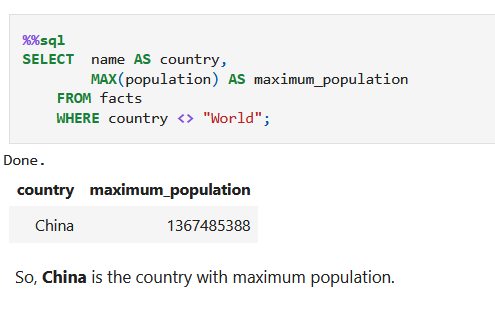 %%sql
SELECT name AS country,
MAX(population) AS maximum_population
FROM facts
WHERE country <> "World";
Done.
country maximum_population
China 1367485388
So, China is the country with maximum population.